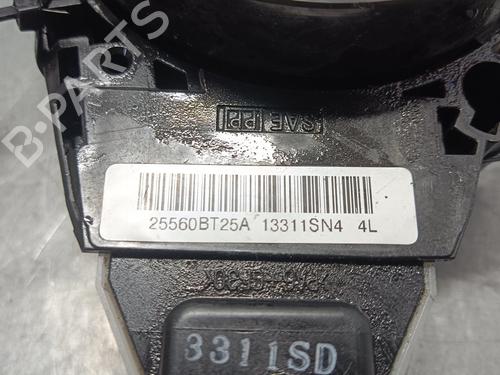 B-PARTS
SAE PP
25560BT25A 13311SN4 4L
3311SD